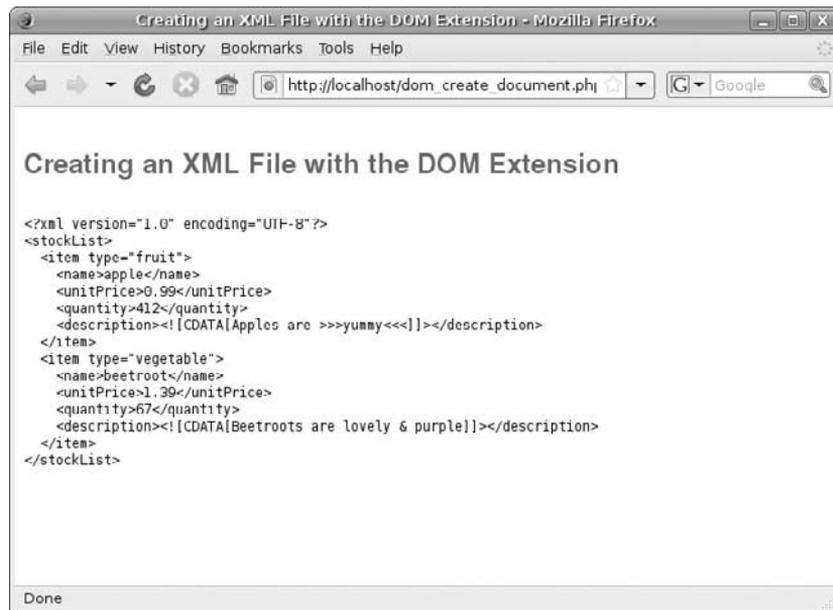 Creating an XML File with the DOM Extension - Mozilla Firefox
File Edit View History Bookmarks Tools Help
http://localhost/dom_create_document.php
G Google
Creating an XML File with the DOM Extension
<?xml version="1.0" encoding="UTF-8"?>
<stockList>
  <item type="fruit">
    <name>apple</name>
    <unitPrice>0.99</unitPrice>
    <quantity>412</quantity>
    <description><![CDATA[Apples are >>>yummy<<<]]></description>
  </item>
  <item type="vegetable">
    <name>beetroot</name>
    <unitPrice>1.39</unitPrice>
    <quantity>67</quantity>
    <description><![CDATA[Beetroots are lovely & purple]]></description>
  </item>
</stockList>
Done